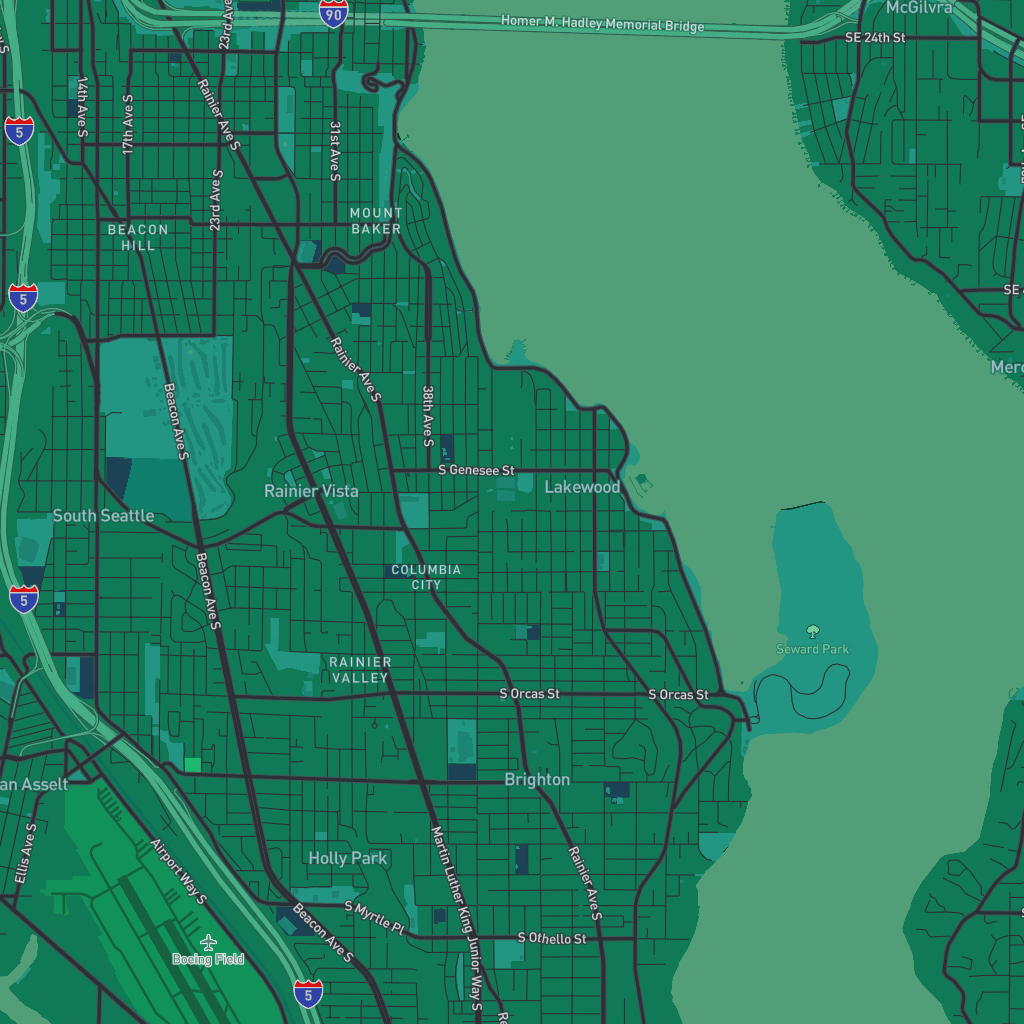 McGilvra
90
Homer M. Hadley Memorial Bridge
23rd Ave S
SE 24th St
14th Ave S
17th Ave S
Rainier Ave S
31st Ave S
5
23rd Ave S
MOUNT
BAKER
BEACON
HILL
5
SE 4
Rainier Ave S
Merc
Beacon Ave S
38th Ave S
S Genesee St
Rainier Vista
Lakewood
South Seattle
COLUMBIA
CITY
Beacon Ave S
5
Seward Park
RAINIER
VALLEY
S Orcas St
S Orcas St
an Asselt
Brighton
Ellis Ave S
Airport Way S
Holly Park
Martin Luther King Junior Way S
Rainier Ave S
S Myrtle Pl
Beacon Ave S
S Othello St
Boeing Field
5
Re